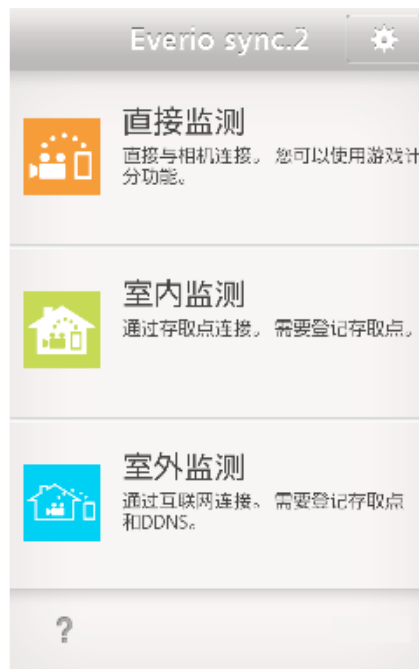 Everio sync.2
直接监测
直接与相机连接。 您可以使用游戏计
分功能。
室内监测
通过存取点连接。 需要登记存取点。
室外监测
通过互联网连接。 需要登记存取点
和DDNS。
?